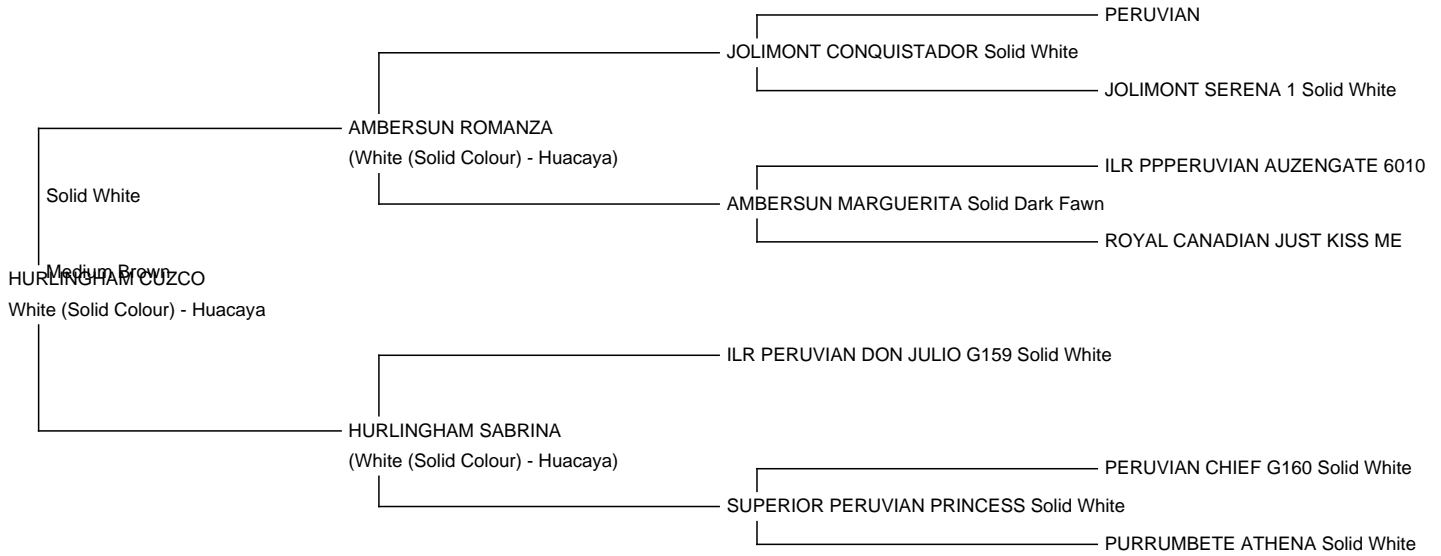 PERUVIAN
JOLIMONT CONQUISTADOR Solid White
JOLIMONT SERENA 1 Solid White
AMBERSUN ROMANZA
(White (Solid Colour) - Huacaya)
ILR PPPERUVIAN AUZENGATE 6010
Solid White
AMBERSUN MARGUERITA Solid Dark Fawn
ROYAL CANADIAN JUST KISS ME
Medium Brown
HURLINGHAM CUZCO
White (Solid Colour) - Huacaya
ILR PERUVIAN DON JULIO G159 Solid White
HURLINGHAM SABRINA
(White (Solid Colour) - Huacaya)
PERUVIAN CHIEF G160 Solid White
SUPERIOR PERUVIAN PRINCESS Solid White
PURRUMBETE ATHENA Solid White